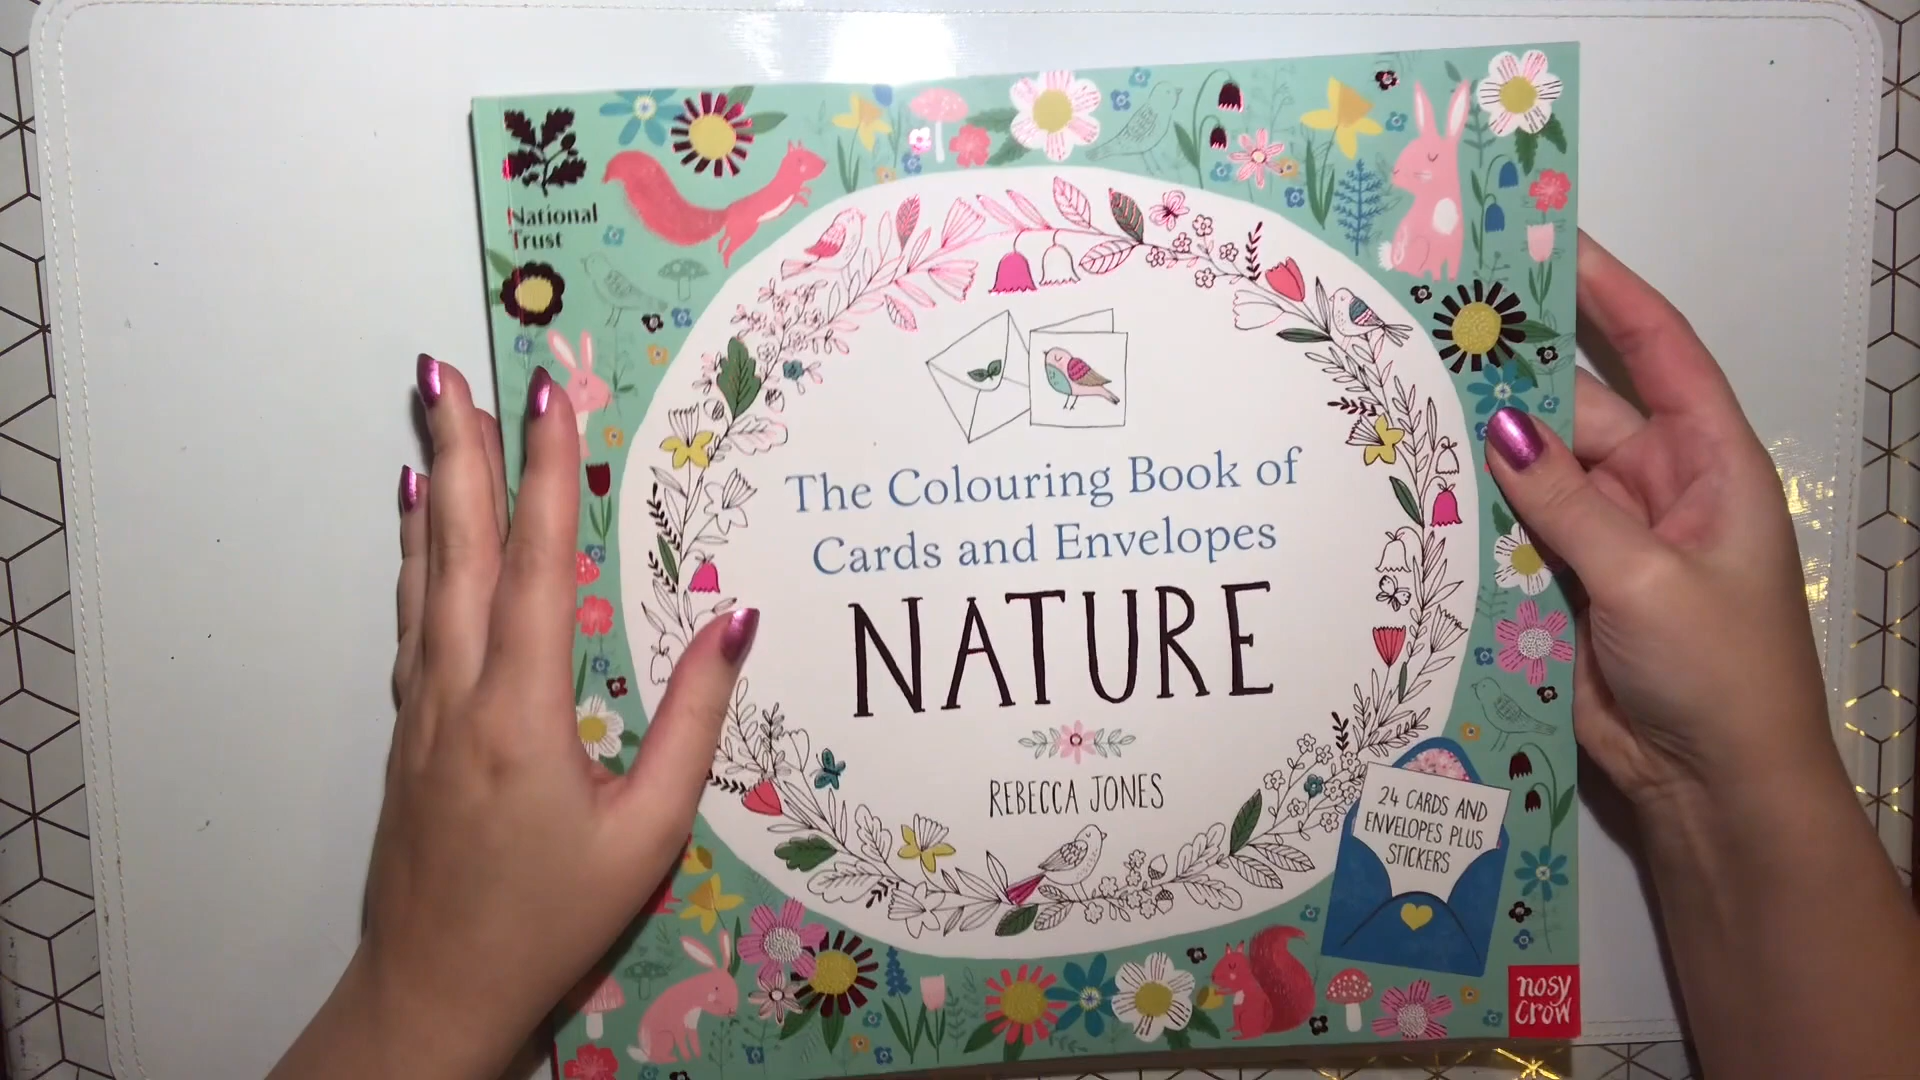 National
Trust
The Colouring Book of
Cards and Envelopes
NATURE
REBECCA JONES
24 CARDS AND
ENVELOPES PLUS
STICKERS
nosy
crow